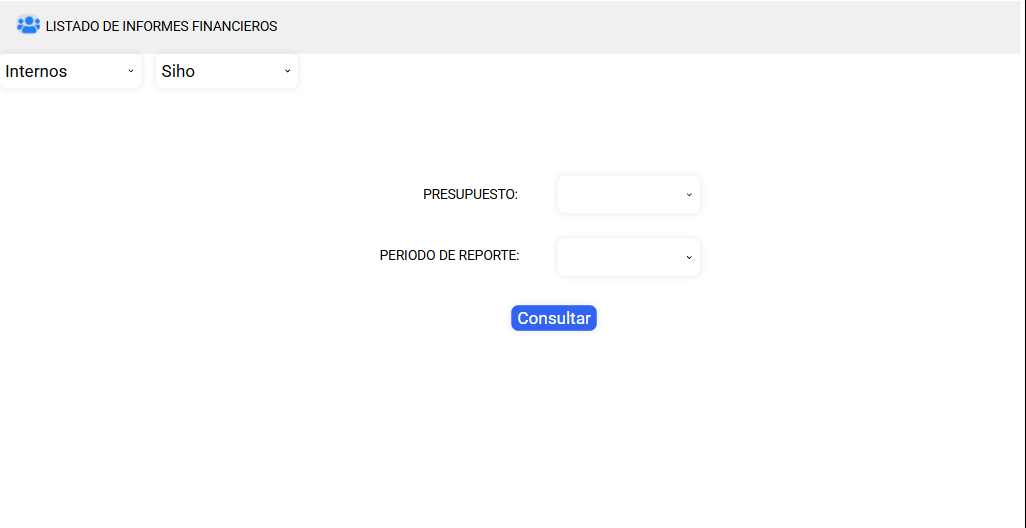 LISTADO DE INFORMES FINANCIEROS
Internos Siho
PRESUPUESTO:
PERIODO DE REPORTE:
Consultar